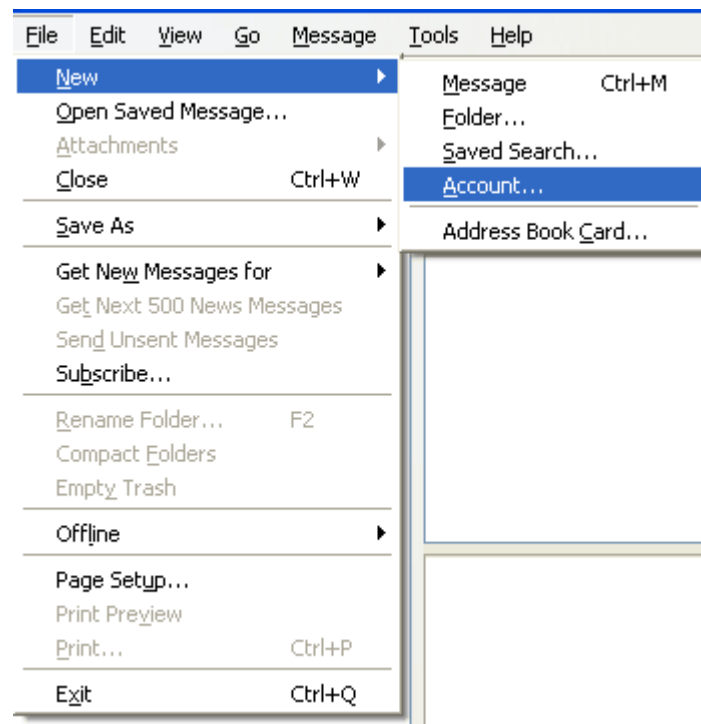 File Edit View Go Message Tools Help
New
Open Saved Message...
Attachments
Close Ctrl+W
Save As
Get New Messages for
Get Next 500 News Messages
Send Unsent Messages
Subscribe...
Rename Folder... F2
Compact Folders
Empty Trash
Offline
Page Setup...
Print Preview
Print... Ctrl+P
Exit Ctrl+Q
Message Ctrl+M
Folder...
Saved Search...
Account...
Address Book Card...